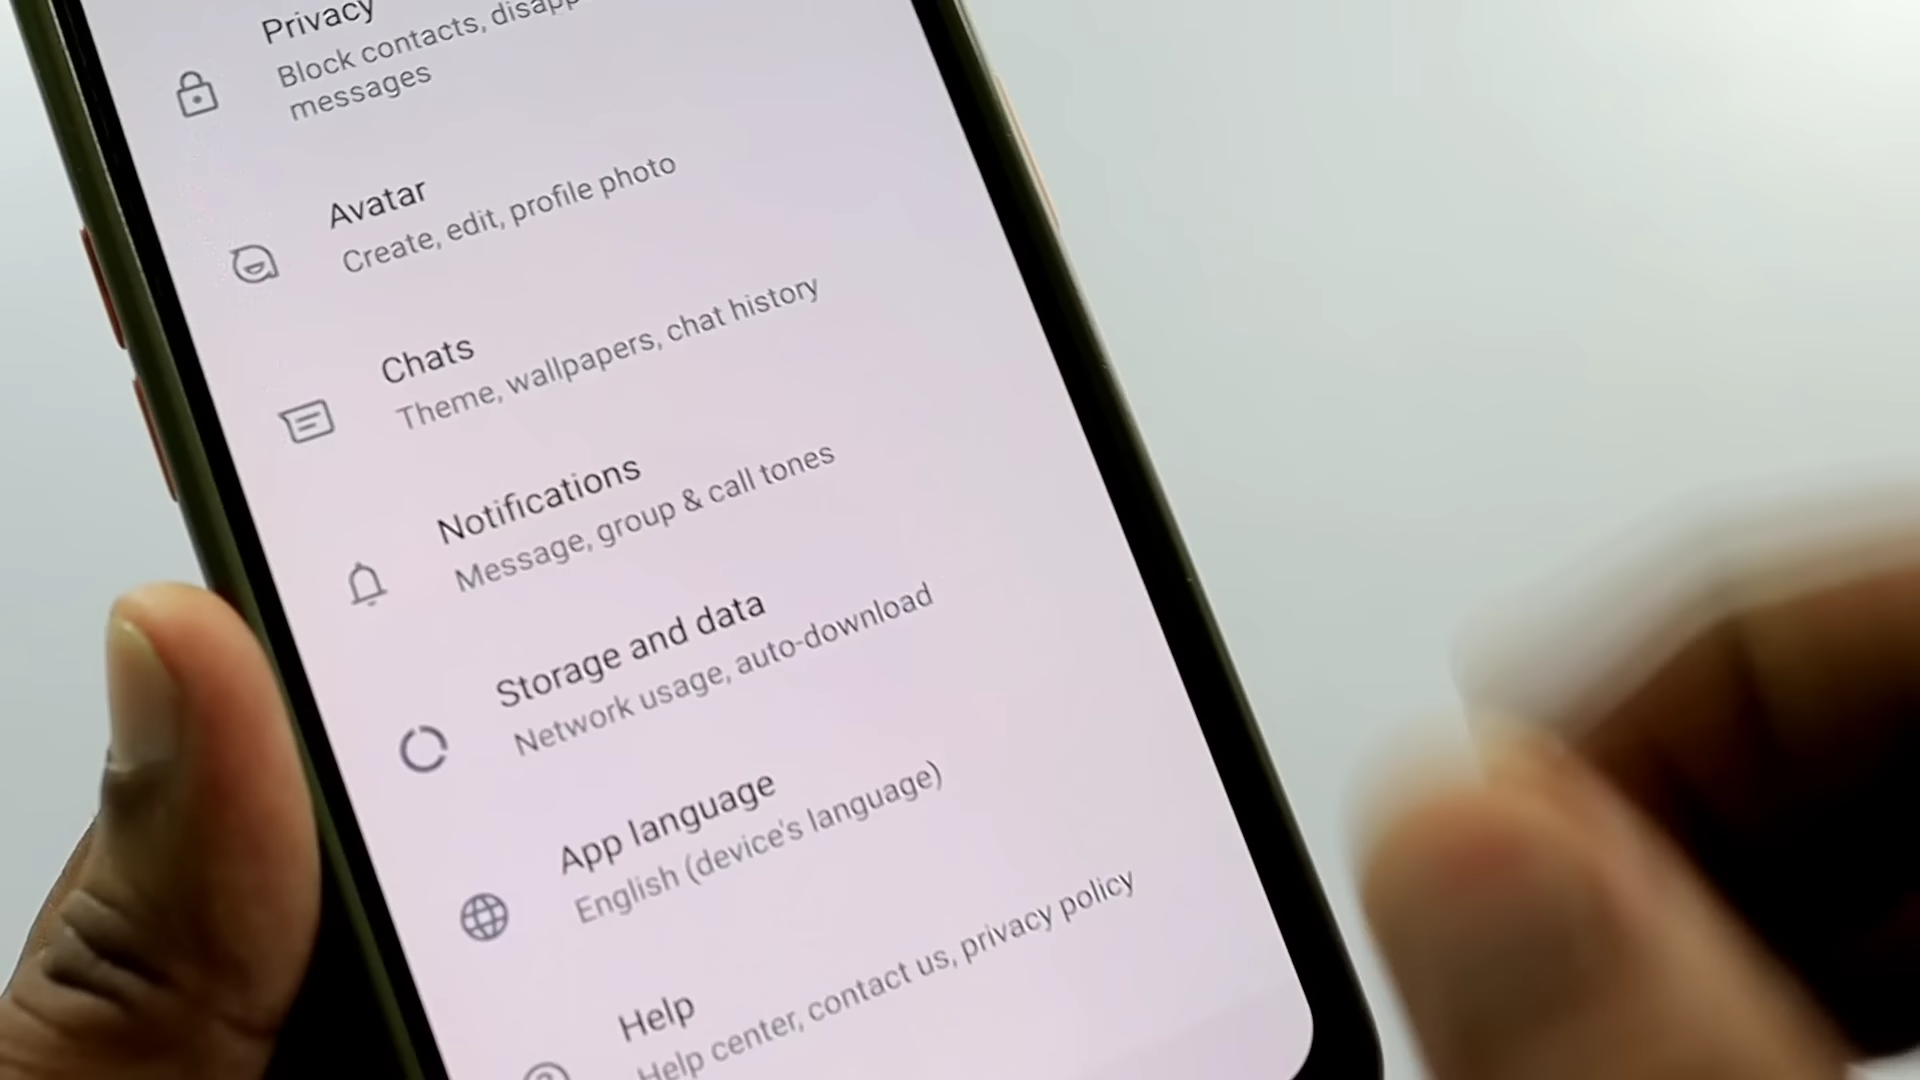 Privacy
Block contacts,
messages
Avatar
Create, edit, profile photo
Chats
Theme, wallpapers, chat history
Notifications
Message, group & call tones
Storage and data
Network usage, auto-download
App language
English (device's language)
Help
Help center, contact us, privacy policy